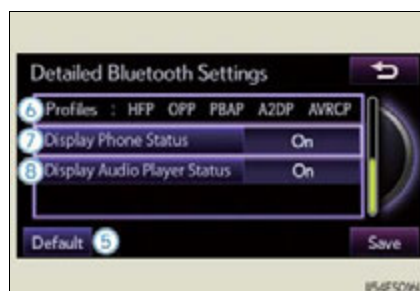 Detailed Bluetooth Settings
6 Profiles : HFP OPP PBAP A2DP AVRCP
7 Display Phone Status On
8 Display Audio Player Status On
Default 5 Save